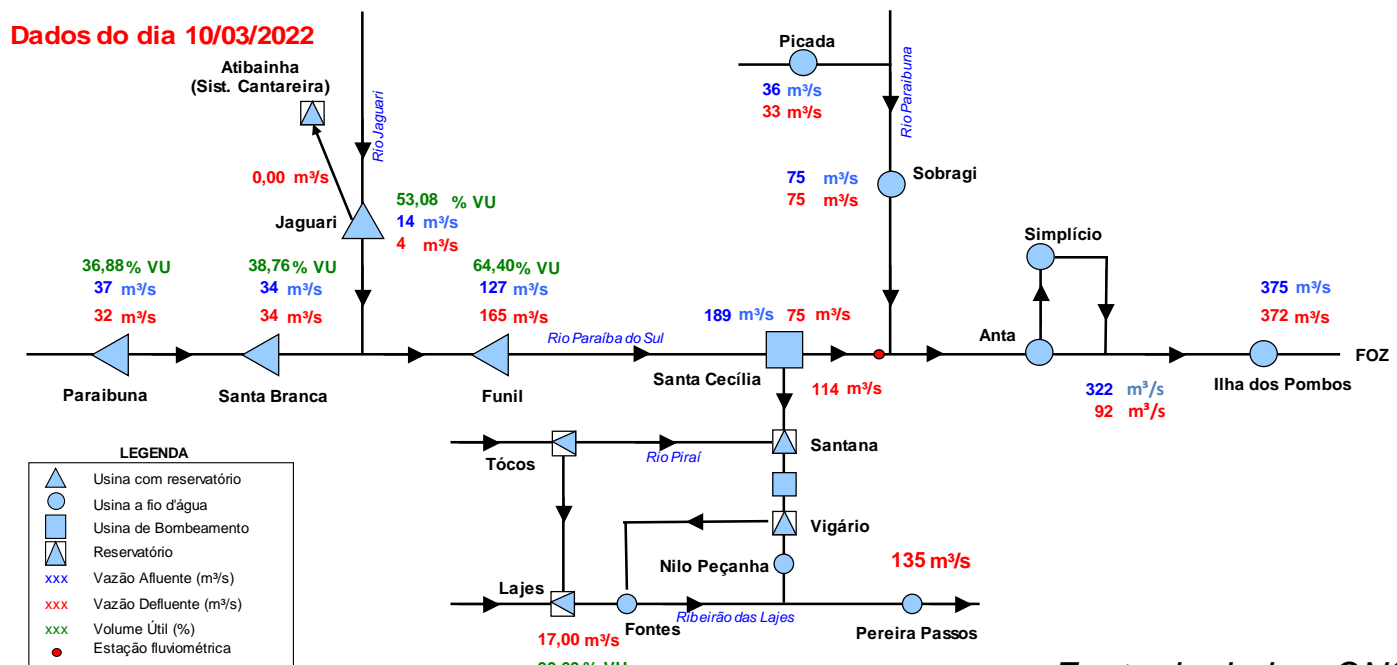 Dados do dia 10/03/2022
Atibainha
(Sist. Cantareira)
Rio Jaguari
0,00 m³/s
Jaguari
53,08 % VU
14 m³/s
4 m³/s
Picada
36 m³/s
33 m³/s
Rio Paraibuna
75 m³/s
75 m³/s
Sobragi
Simplício
36,88% VU
37 m³/s
32 m³/s
Paraibuna
38,76% VU
34 m³/s
34 m³/s
Santa Branca
64,40% VU
127 m³/s
165 m³/s
Funil
Rio Paraíba do Sul
189 m³/s
75 m³/s
Santa Cecília
114 m³/s
Anta
322 m³/s
92 m³/s
375 m³/s
372 m³/s
Ilha dos Pombos
FOZ
Tócos
Rio Piraí
Santana
Vigário
Nilo Peçanha
135 m³/s
Lajes
17,00 m³/s
Fontes
Ribeirão das Lajes
Pereira Passos
LEGENDA
Usina com reservatório
Usina a fio d'água
Usina de Bombeamento
Reservatório
xxx Vazão Afluente (m³/s)
xxx Vazão Defluente (m³/s)
xxx Volume Útil (%)
Estação fluviométrica